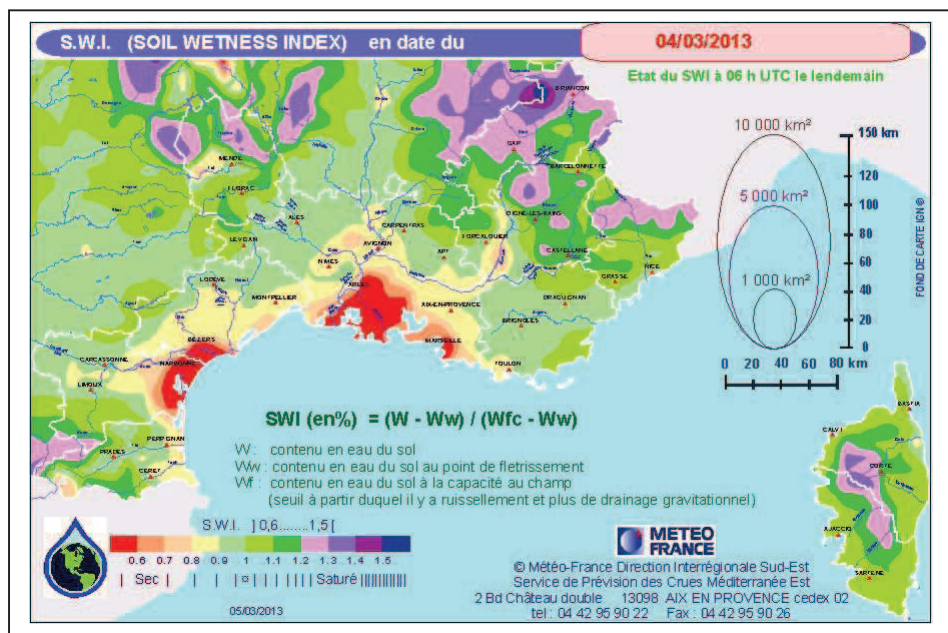 S.W.I. (SOIL WETNESS INDEX) en date du 04/03/2013
Etat du SWI à 06 h UTC le lendemain
BRIANCON
GAP
BARCELONNETTE
MENDE
FLORAC
ALES
DIGNE-LES-BAINS
CARPENTRAS
FORCALQUIER
AVIGNON
APT
LE VIGAN
CASTELLANE
NIMES
NICE
GRASSE
LODEVE
ARLES
MONTPELLIER
AIX-EN-PROVENCE
DRAGUIGNAN
BRIGNOLES
BEZIERS
MARSEILLE
CARCASSONNE
NARBONNE
TOULON
LIMOUX
PERPIGNAN
PRADES
CERET
10 000 km²
5 000 km²
1 000 km²
150 km
120
100
80
60
40
20
0
0 20 40 60 80 km
FOND DE CARTE IGN ©
BASTIA
CALVI
CORTE
AJACCIO
SARTENE
SWI (en%) = (W - Ww) / (Wfc - Ww)
W : contenu en eau du sol
Ww : contenu en eau du sol au point de fletrissement
Wf : contenu en eau du sol à la capacité au champ
(seuil à partir duquel il y a ruissellement et plus de drainage gravitationnel)
S.W.I. ] 0,6........1,5 [
0.6 0.7 0.8 0.9 1 1.1 1.2 1.3 1.4 1.5
| Sec | | | |¤| | | | | | Saturé ||||||||||||
05/03/2013
METEO
FRANCE
© Météo-France Direction Interrégionale Sud-Est
Service de Prévision des Crues Méditerranée Est
2 Bd Château double 13098 AIX EN PROVENCE cedex 02
tel : 04 42 95 90 22 Fax : 04 42 95 90 26